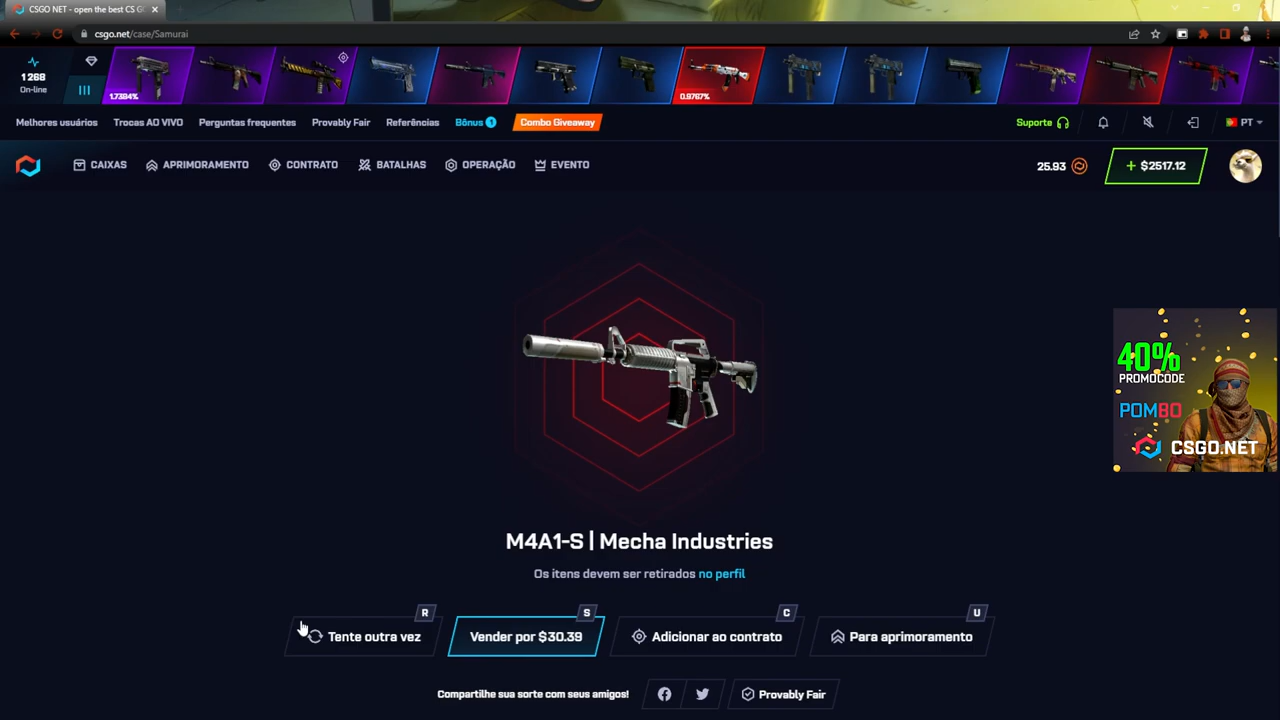 CSGO NET - open the best CS G
csgo.net/case/Samurai
1 268
On-line
1.7384%
0.9767%
Melhores usuários Trocas AO VIVO Perguntas frequentes Provably Fair Referências Bônus 1 Combo Giveaway Suporte PT
CAIXAS APRIMORAMENTO CONTRATO BATALHAS OPERAÇÃO EVENTO 25.93 + $2517.12
40%
PROMOCODE
POMBO
CSGO.NET
M4A1-S | Mecha Industries
Os itens devem ser retirados no perfil
R S C U
Tente outra vez Vender por $30.39 Adicionar ao contrato Para aprimoramento
Compartilhe sua sorte com seus amigos! Provably Fair